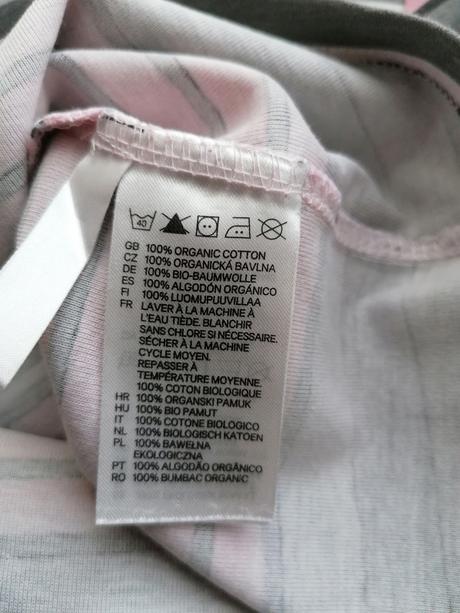 40
GB 100% ORGANIC COTTON
CZ 100% ORGANICKÁ BAVLNA
DE 100% BIO-BAUMWOLLE
ES 100% ALGODÓN ORGÁNICO
FI 100% LUOMUPUUVILLAA
FR LAVER À LA MACHINE À
L'EAU TIÈDE. BLANCHIR
SANS CHLORE SI NÉCESSAIRE.
SÉCHER À LA MACHINE
CYCLE MOYEN.
REPASSER À
TEMPÉRATURE MOYENNE.
100% COTON BIOLOGIQUE
HR 100% ORGANSKI PAMUK
HU 100% BIO PAMUT
IT 100% COTONE BIOLOGICO
NL 100% BIOLOGISCH KATOEN
PL 100% BAWEŁNA
EKOLOGICZNA
PT 100% ALGODÃO ORGÂNICO
RO 100% BUMBAC ORGANIC